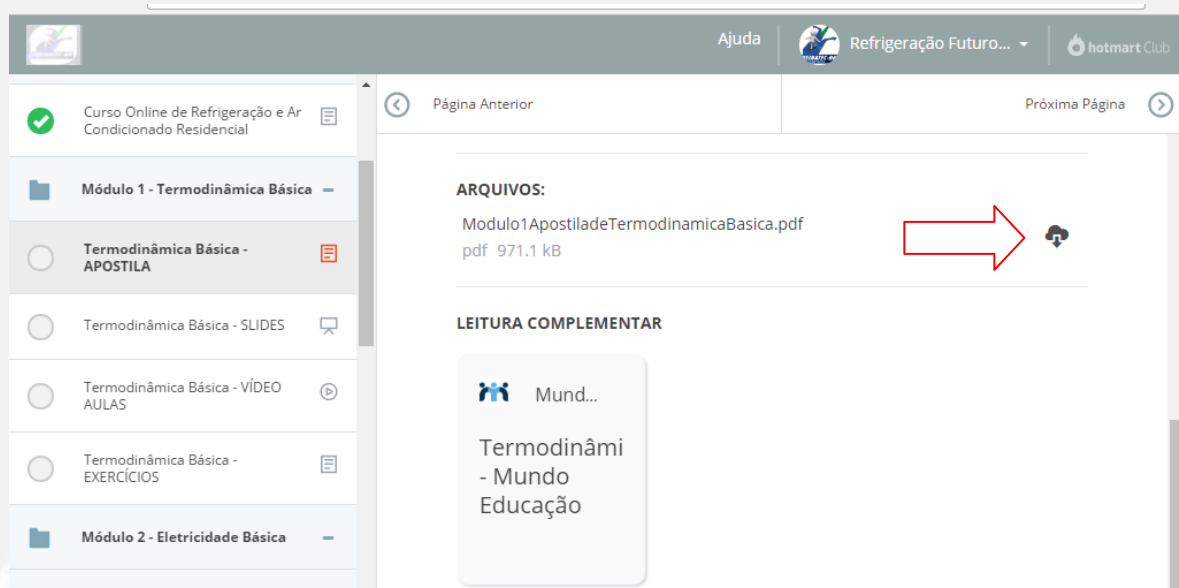 Ajuda
Refrigeração Futuro...
hotmart Club
Curso Online de Refrigeração e Ar
Condicionado Residencial
Módulo 1 - Termodinâmica Básica
Termodinâmica Básica -
APOSTILA
Termodinâmica Básica - SLIDES
Termodinâmica Básica - VÍDEO
AULAS
Termodinâmica Básica -
EXERCÍCIOS
Módulo 2 - Eletricidade Básica
Página Anterior
Próxima Página
ARQUIVOS:
Modulo1ApostiladeTermodinamicaBasica.pdf
pdf 971.1 kB
LEITURA COMPLEMENTAR
Mund...
Termodinâmi
- Mundo
Educação